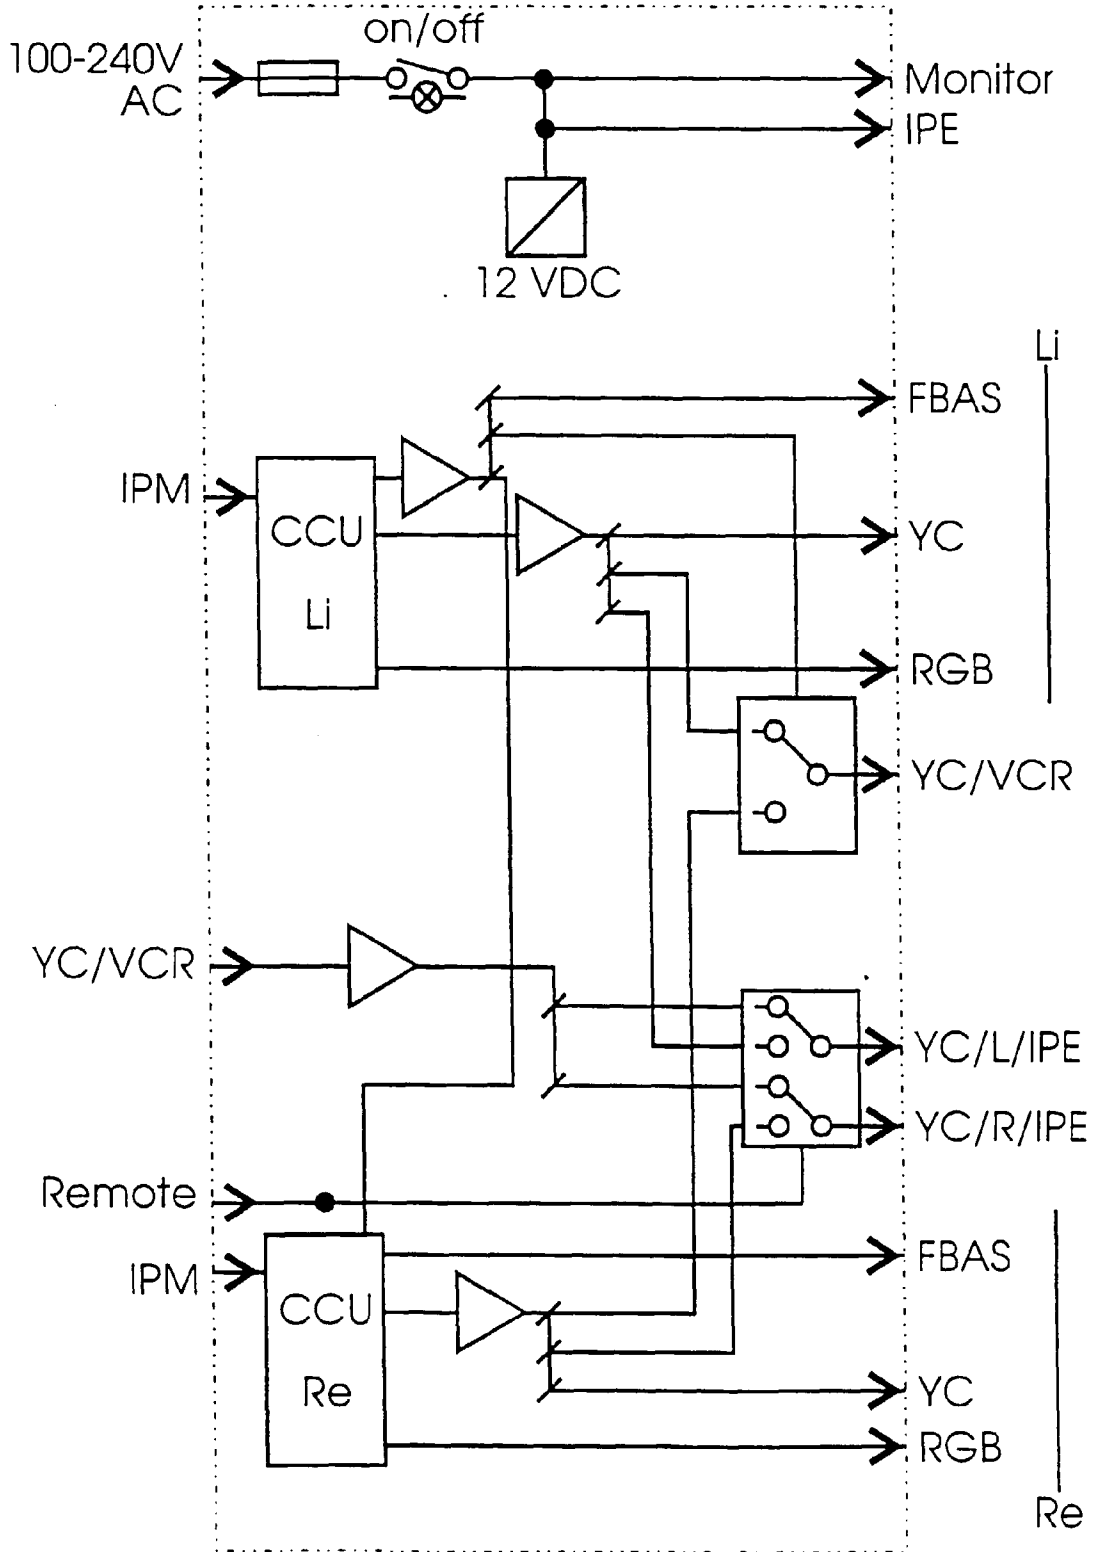 on/off
100-240V
AC
Monitor
IPE
12 VDC
Li
FBAS
IPM
CCU
Li
YC
RGB
YC/VCR
YC/VCR
YC/L/IPE
YC/R/IPE
Remote
FBAS
IPM
CCU
Re
YC
RGB
Re